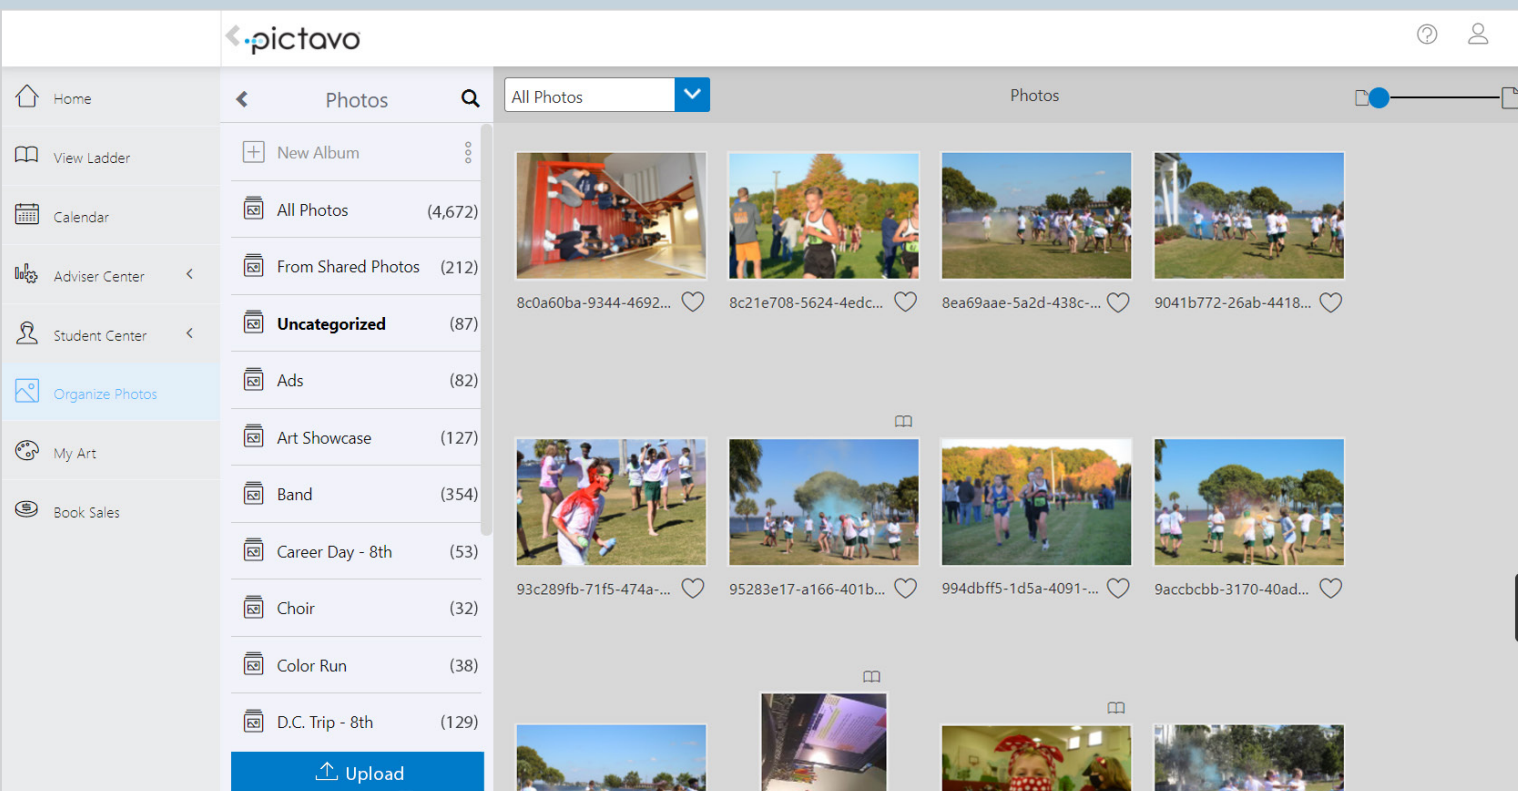 pictavo
Home
View Ladder
Calendar
Adviser Center
Student Center
Organize Photos
My Art
Book Sales
Photos
New Album
All Photos (4,672)
From Shared Photos (212)
Uncategorized (87)
Ads (82)
Art Showcase (127)
Band (354)
Career Day - 8th (53)
Choir (32)
Color Run (38)
D.C. Trip - 8th (129)
Upload
All Photos
Photos
8c0a60ba-9344-4692...
8c21e708-5624-4edc...
8ea69aae-5a2d-438c-...
9041b772-26ab-4418...
93c289fb-71f5-474a-...
95283e17-a166-401b...
994dbff5-1d5a-4091-...
9accbcbb-3170-40ad...